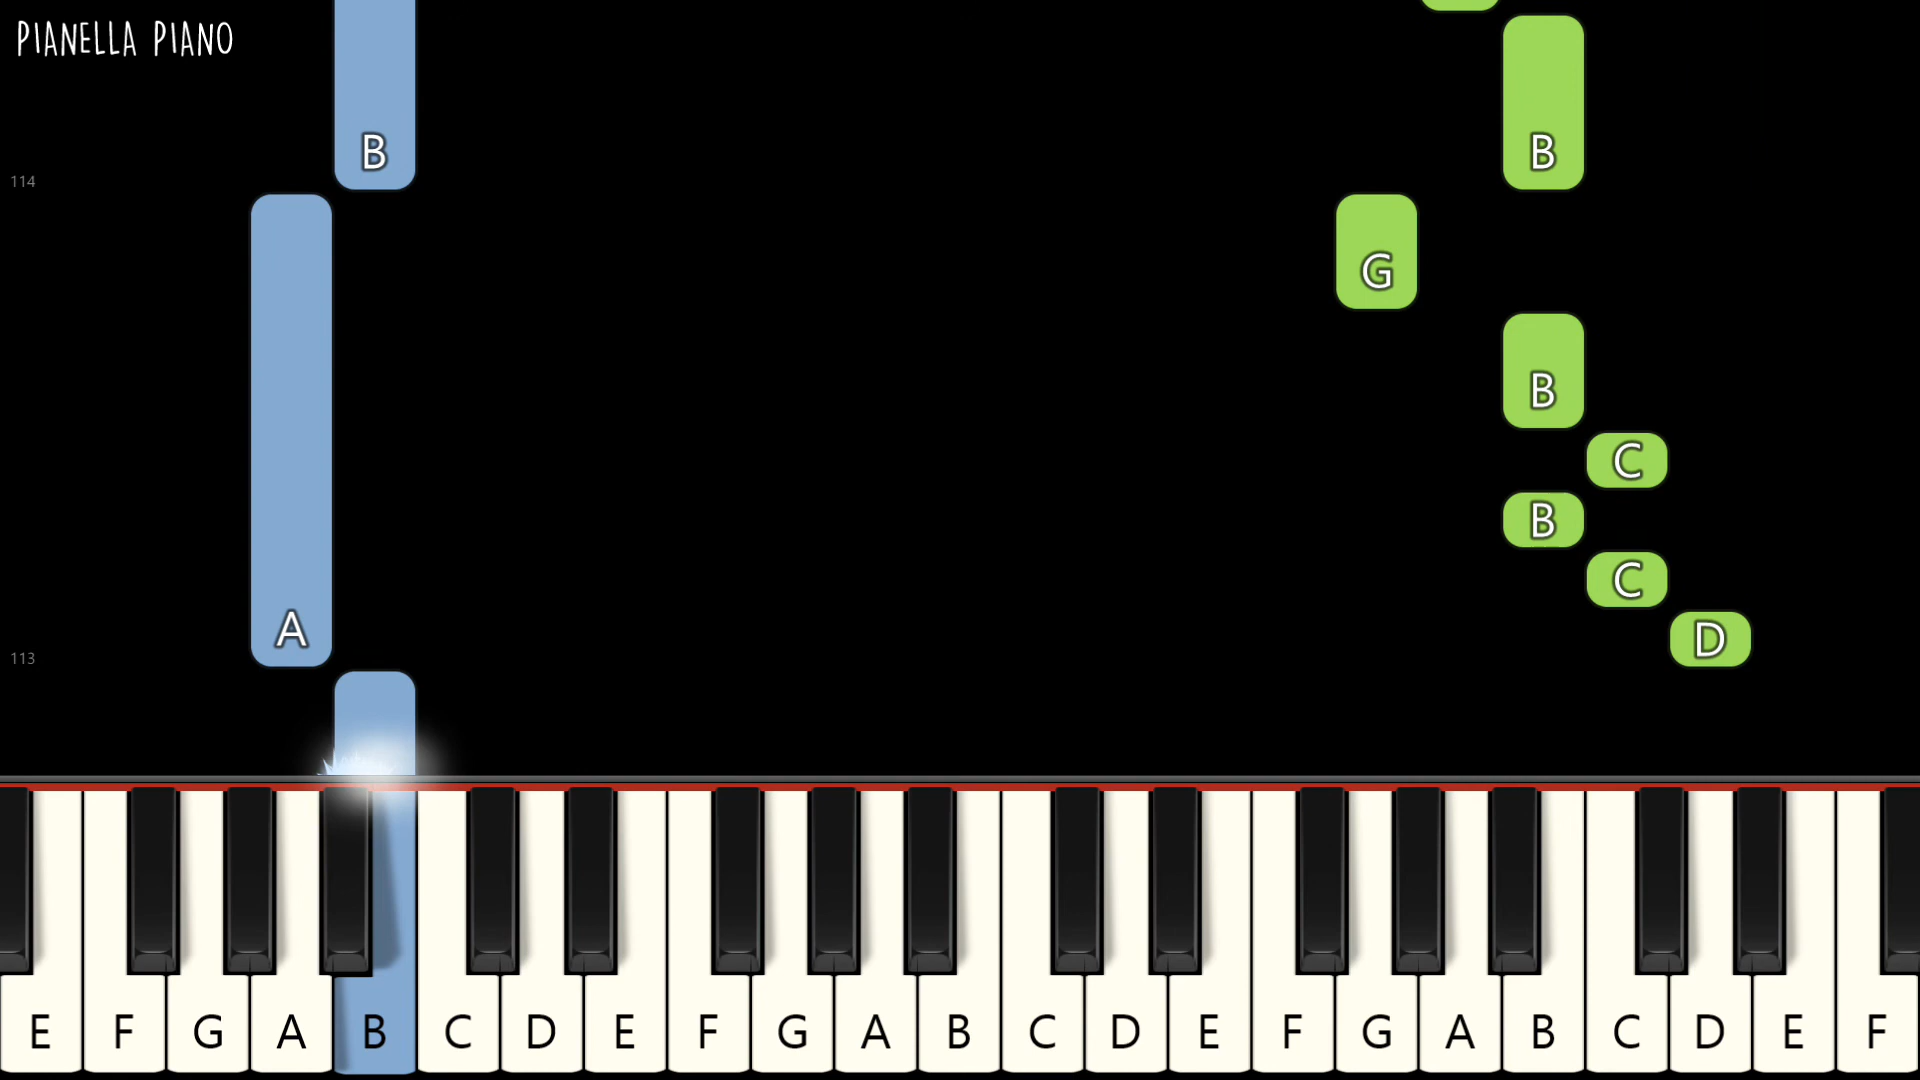 PIANELLA PIANO
B B
114
G
B
C
B
C
A D
113
E F G A B C D E F G A B C D E F G A B C D E F